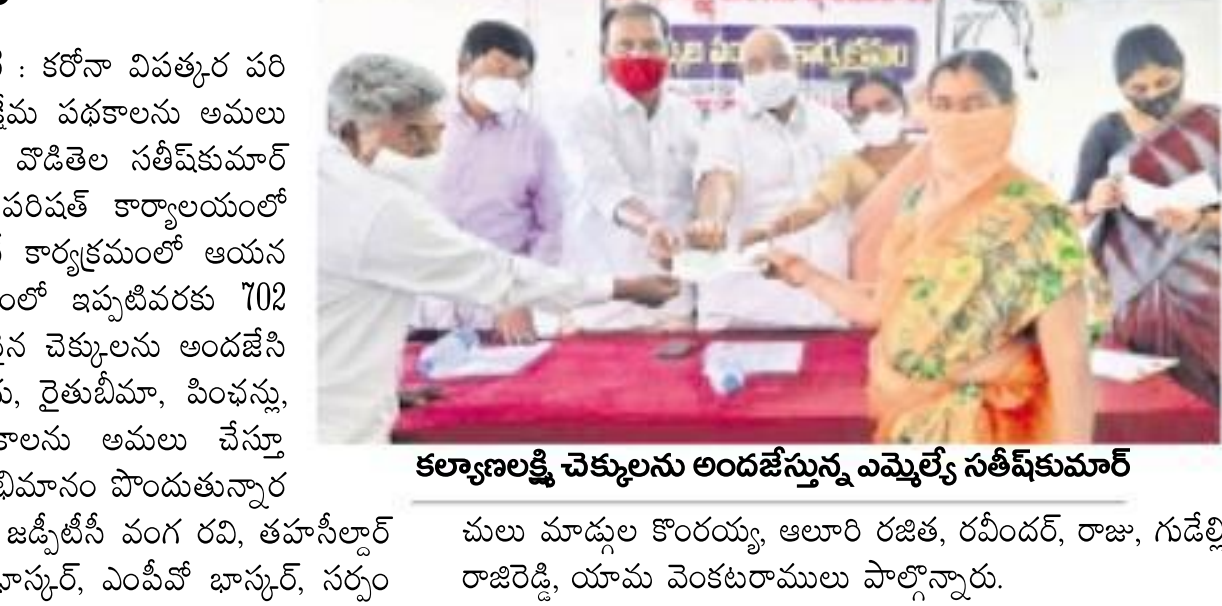 : కరోనా విపత్కర పరి
పథకాలను అమలు
వొడితెల సతీష్‌కుమార్
పరిషత్ కార్యాలయంలో
కార్యక్రమంలో ఆయన
ఇప్పటివరకు 702
చెక్కులను అందజేసి
రైతుబీమా, పింఛన్లు,
అమలు చేస్తూ
పొందుతున్నార
జడ్పీటీసీ వంగ రవి, తహసీల్దార్
ఎంపీవో భాస్కర్, సర్పం
కార్యక్రమం
కల్యాణలక్ష్మి చెక్కులను అందజేస్తున్న ఎమ్మెల్యే సతీష్‌కుమార్
చులు మాడ్గుల కొంరయ్య, ఆలూరి రజిత, రవీందర్, రాజు, గుడేల్లి
రాజిరెడ్డి, యామ వెంకటరాములు పాల్గొన్నారు.